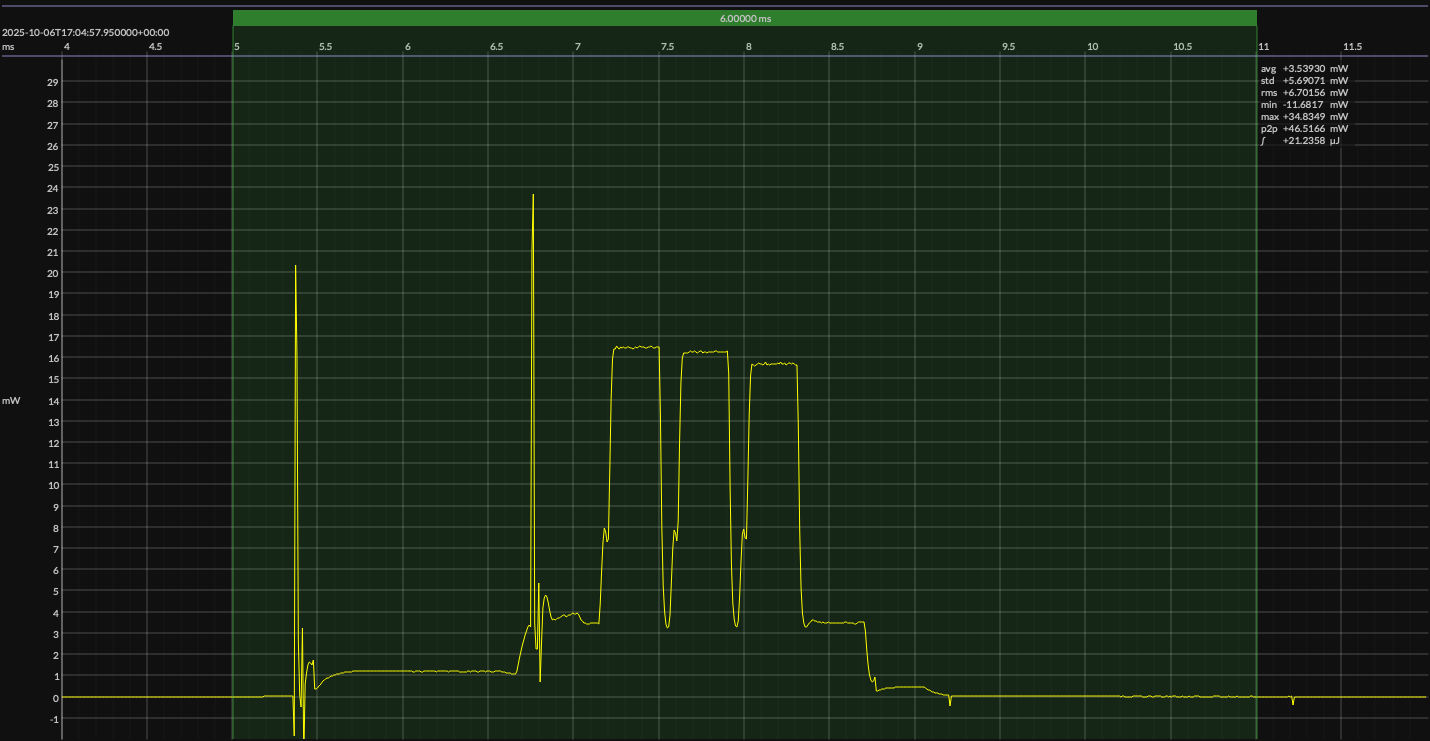 6.00000 ms
2025-10-06T17:04:57.950000+00:00
ms 4 4.5 5 5.5 6 6.5 7 7.5 8 8.5 9 9.5 10 10.5 11 11.5
avg +3.53930 mW
std +5.69071 mW
rms +6.70156 mW
min -11.6817 mW
max +34.8349 mW
p2p +46.5166 mW
∫ +21.2358 µJ
29
28
27
26
25
24
23
22
21
20
19
18
17
16
15
mW 14
13
12
11
10
9
8
7
6
5
4
3
2
1
0
-1